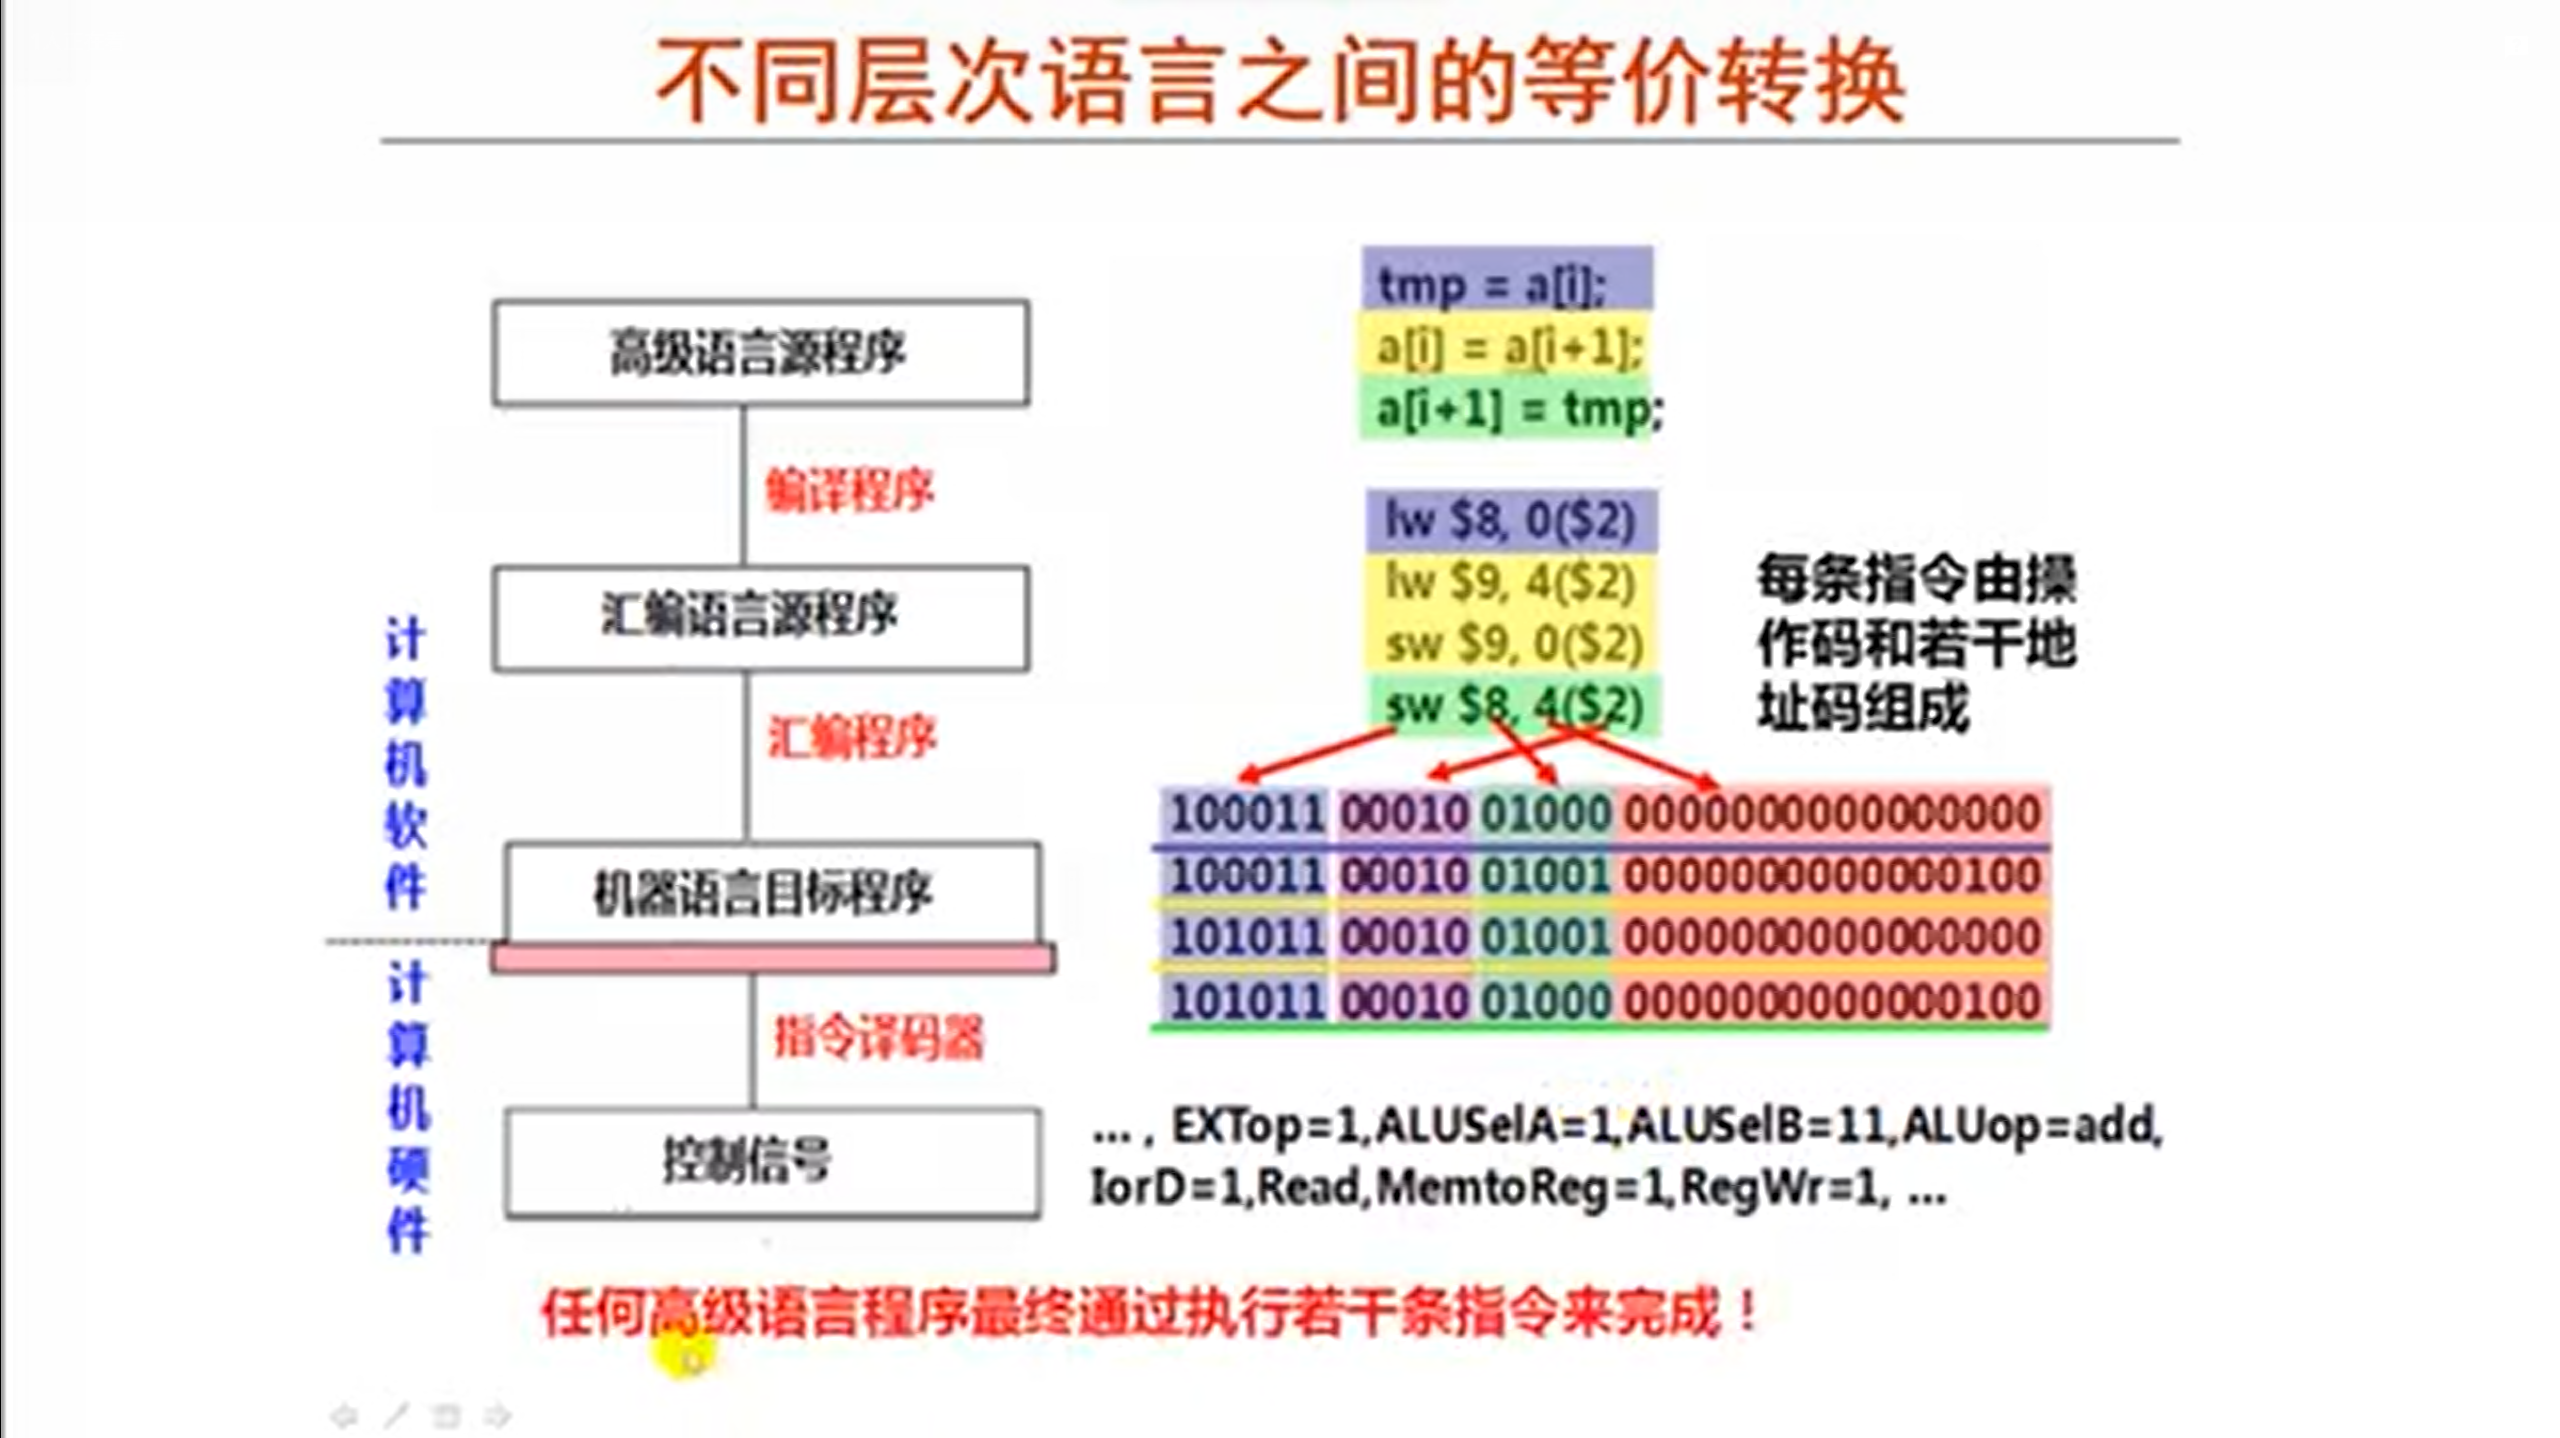 不同层次语言之间的等价转换
高级语言源程序
编译程序
汇编语言源程序
汇编程序
机器语言目标程序
指令译码器
控制信号
计算机软件
计算机硬件
tmp = a[i];
a[i] = a[i+1];
a[i+1] = tmp;
lw $8, 0($2)
lw $9, 4($2)
sw $9, 0($2)
sw $8, 4($2)
每条指令由操
作码和若干地
址码组成
100011 00010 01000 0000000000000000
100011 00010 01001 0000000000000100
101011 00010 01001 0000000000000000
101011 00010 01000 0000000000000100
... , EXTop=1,ALUSelA=1,ALUSelB=11,ALUop=add,
IorD=1,Read,MemtoReg=1,RegWr=1, ...
任何高级语言程序最终通过执行若干条指令来完成！